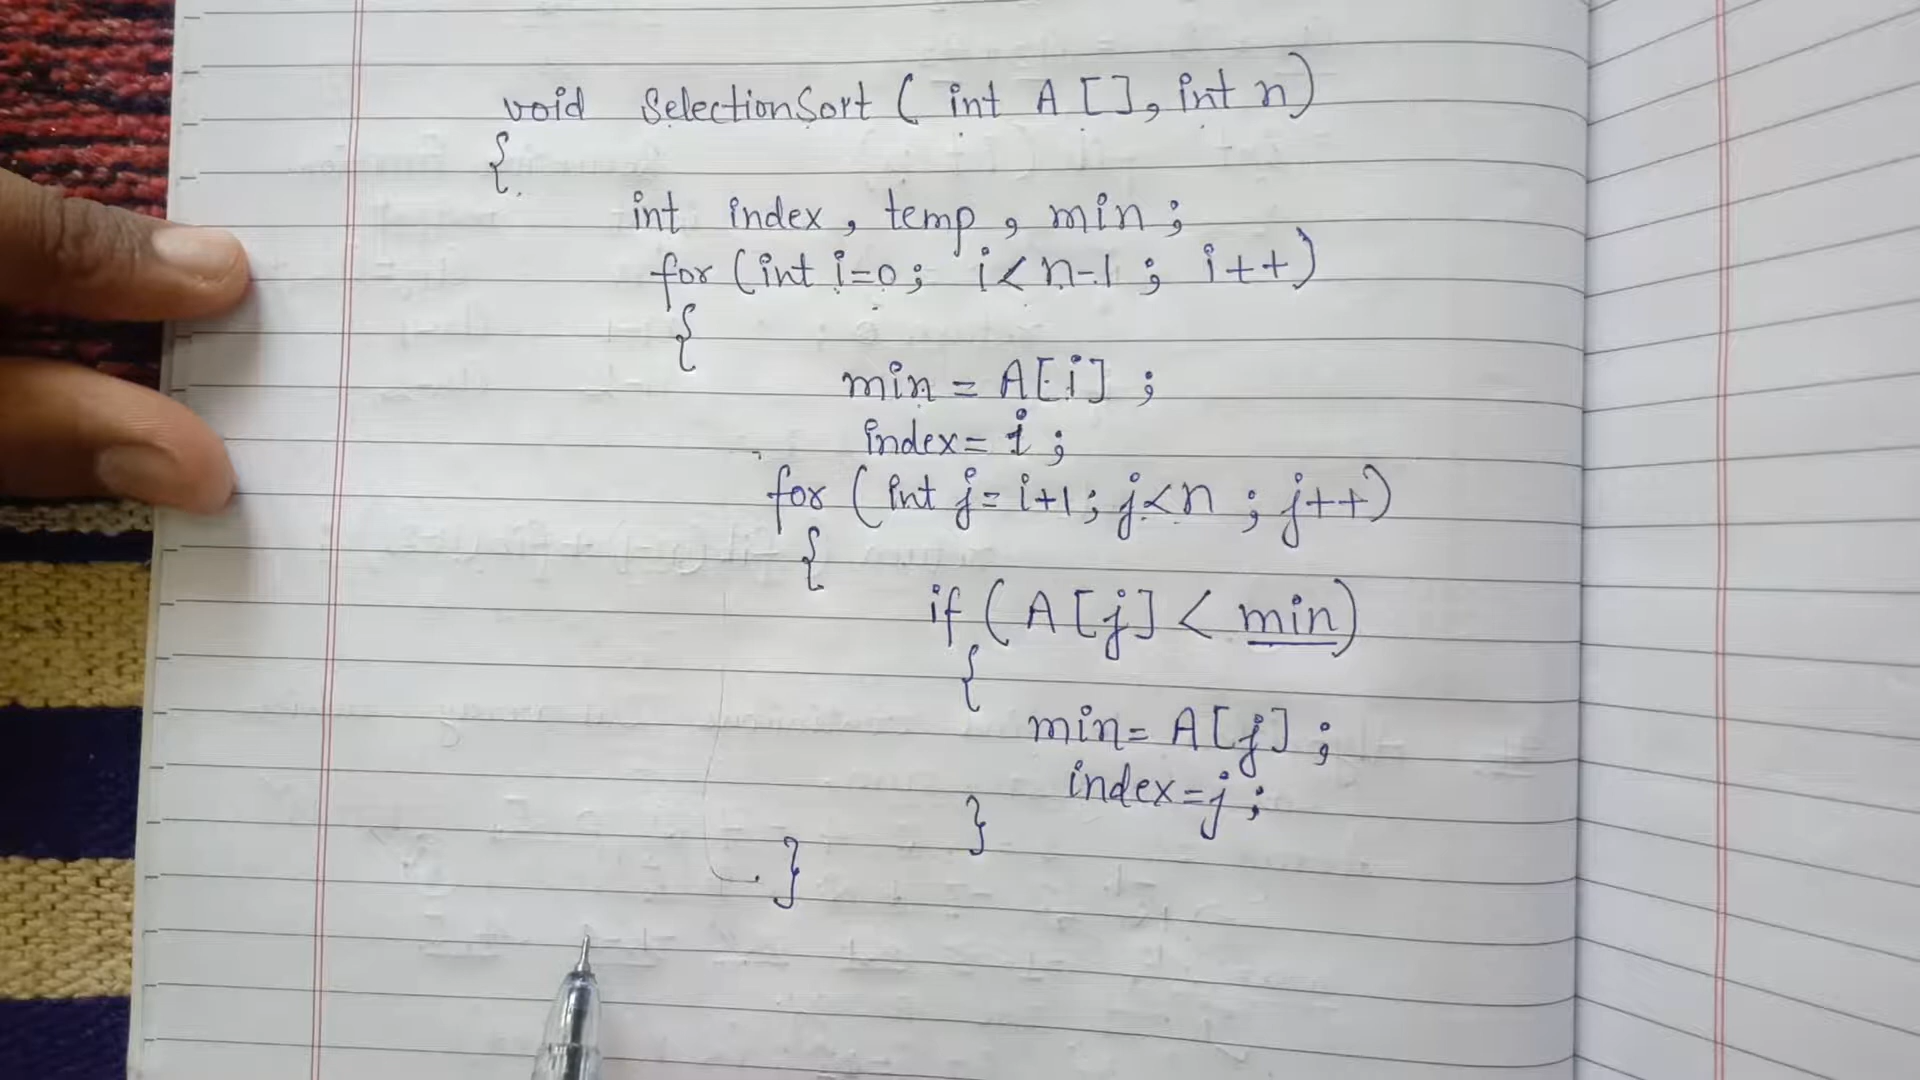 void SelectionSort ( int A [ ], int n)
{
int index, temp, min ;
for (int i=0; i < n-1 ; i++)
{
min = A[i] ;
index = i ;
for ( int j = i+1 ; j<n ; j++)
{
if ( A [j] < min)
{
min = A[j] ;
index = j ;
}
}